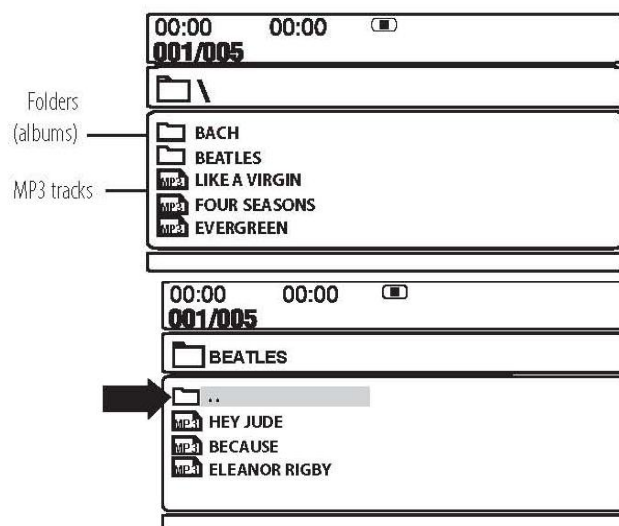 00:00 00:00
001/005
\
Folders
(albums)
BACH
BEATLES
MP3 LIKE A VIRGIN
MP3 tracks
MP3 FOUR SEASONS
MP3 EVERGREEN
00:00 00:00
001/005
BEATLES
..
MP3 HEY JUDE
MP3 BECAUSE
MP3 ELEANOR RIGBY